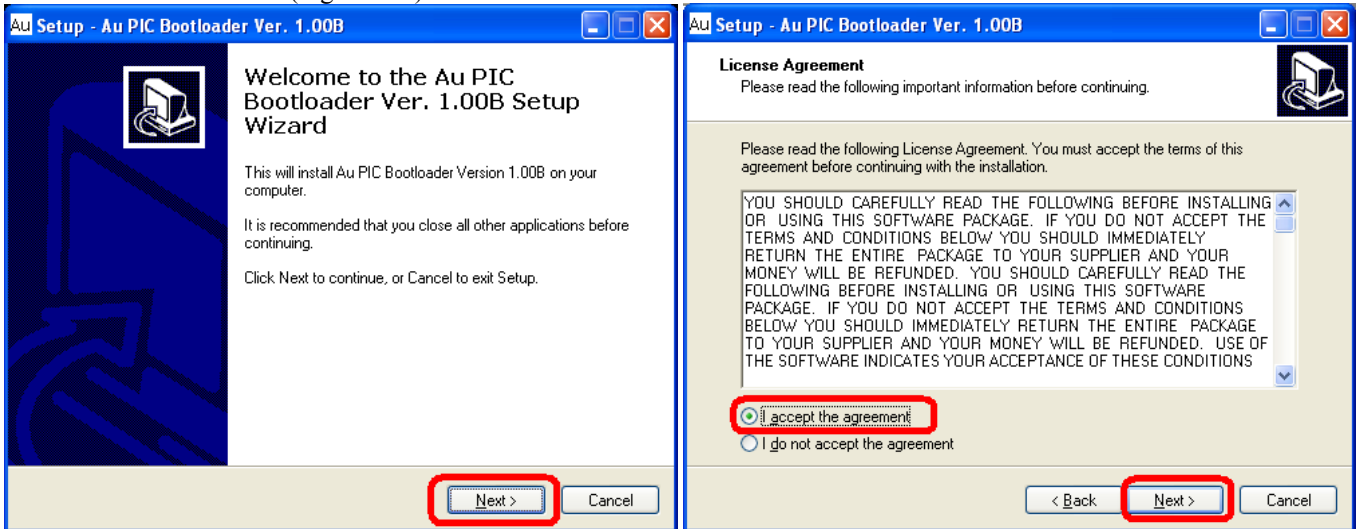 Au Setup - Au PIC Bootloader Ver. 1.00B
Welcome to the Au PIC
Bootloader Ver. 1.00B Setup
Wizard
This will install Au PIC Bootloader Version 1.00B on your
computer.
It is recommended that you close all other applications before
continuing.
Click Next to continue, or Cancel to exit Setup.
Next >
Cancel
Au Setup - Au PIC Bootloader Ver. 1.00B
License Agreement
Please read the following important information before continuing.
Please read the following License Agreement. You must accept the terms of this
agreement before continuing with the installation.
YOU SHOULD CAREFULLY READ THE FOLLOWING BEFORE INSTALLING
OR USING THIS SOFTWARE PACKAGE. IF YOU DO NOT ACCEPT THE
TERMS AND CONDITIONS BELOW YOU SHOULD IMMEDIATELY
RETURN THE ENTIRE PACKAGE TO YOUR SUPPLIER AND YOUR
MONEY WILL BE REFUNDED. YOU SHOULD CAREFULLY READ THE
FOLLOWING BEFORE INSTALLING OR USING THIS SOFTWARE
PACKAGE. IF YOU DO NOT ACCEPT THE TERMS AND CONDITIONS
BELOW YOU SHOULD IMMEDIATELY RETURN THE ENTIRE PACKAGE
TO YOUR SUPPLIER AND YOUR MONEY WILL BE REFUNDED. USE OF
THE SOFTWARE INDICATES YOUR ACCEPTANCE OF THESE CONDITIONS
I accept the agreement
I do not accept the agreement
< Back
Next >
Cancel